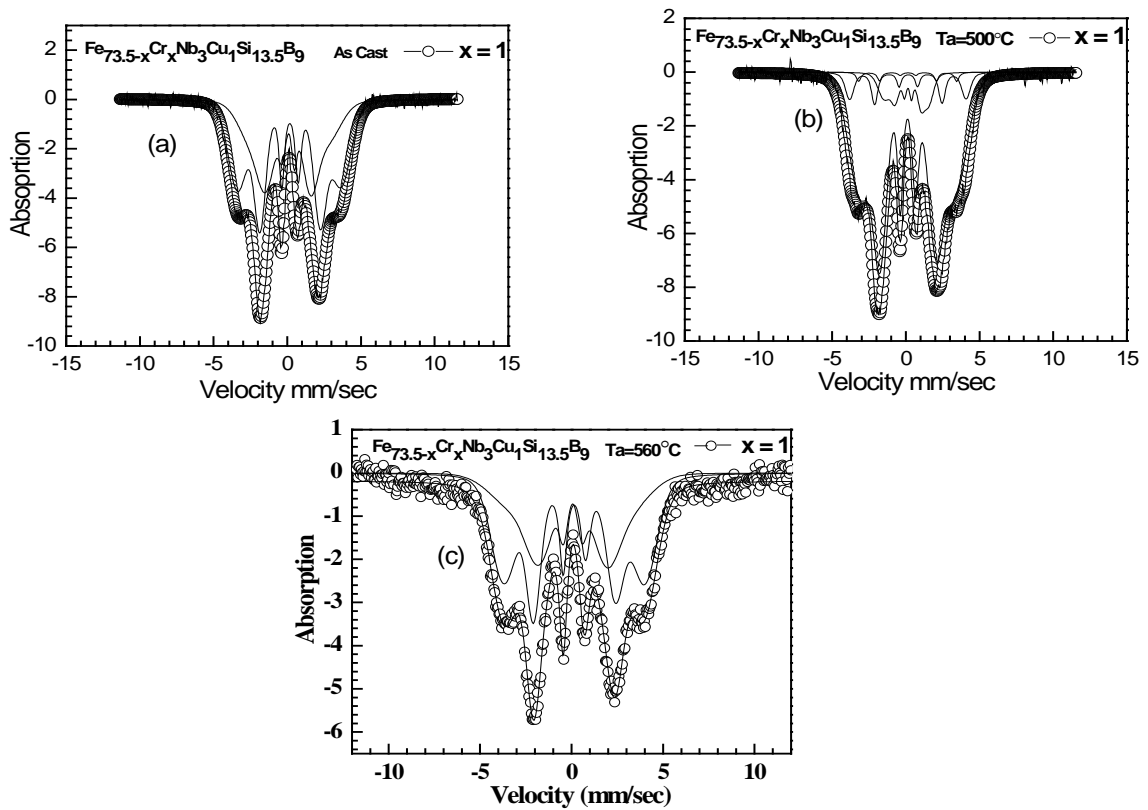 Fe73.5-xCrxNb3Cu1Si13.5B9 As Cast x = 1
2
0
-2
-4
-6
-8
-10
(a)
Absoprtion
-15 -10 -5 0 5 10 15
Velocity mm/sec
Fe73.5-xCrxNb3Cu1Si13.5B9 Ta=500°C x = 1
2
0
-2
-4
-6
-8
-10
(b)
Absoprtion
-15 -10 -5 0 5 10 15
Velocity mm/sec
Fe73.5-xCrxNb3Cu1Si13.5B9 Ta=560°C x = 1
1
0
-1
-2
-3
-4
-5
-6
(c)
Absorption
-10 -5 0 5 10
Velocity (mm/sec)